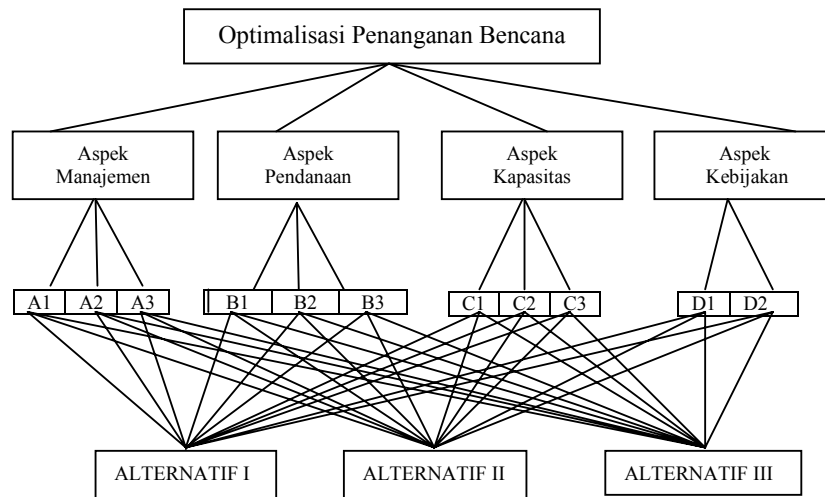 Optimalisasi Penanganan Bencana
Aspek
Manajemen
Aspek
Pendanaan
Aspek
Kapasitas
Aspek
Kebijakan
A1 A2 A3 B1 B2 B3 C1 C2 C3 D1 D2
ALTERNATIF I ALTERNATIF II ALTERNATIF III